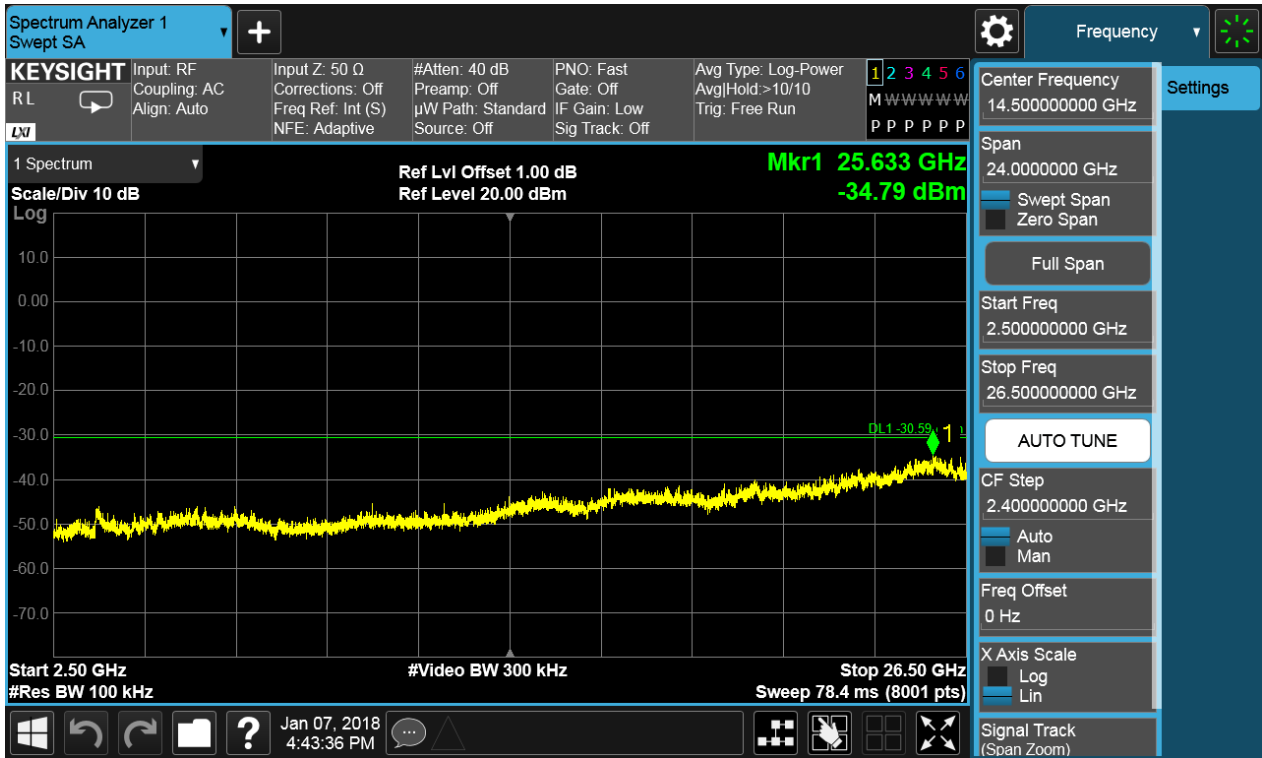 Spectrum Analyzer 1
Swept SA
+
Frequency
KEYSIGHT
R L
LXI
Input: RF
Coupling: AC
Align: Auto
Input Z: 50 Ω
Corrections: Off
Freq Ref: Int (S)
NFE: Adaptive
#Atten: 40 dB
Preamp: Off
µW Path: Standard
Source: Off
PNO: Fast
Gate: Off
IF Gain: Low
Sig Track: Off
Avg Type: Log-Power
Avg|Hold:>10/10
Trig: Free Run
1 2 3 4 5 6
M W W W W W
P P P P P P
1 Spectrum
Scale/Div 10 dB
Ref Lvl Offset 1.00 dB
Ref Level 20.00 dBm
Mkr1 25.633 GHz
-34.79 dBm
Log
10.0
0.00
-10.0
-20.0
-30.0
-40.0
-50.0
-60.0
-70.0
DL1 -30.59
1
Start 2.50 GHz
#Res BW 100 kHz
#Video BW 300 kHz
Stop 26.50 GHz
Sweep 78.4 ms (8001 pts)
Center Frequency
14.500000000 GHz
Span
24.0000000 GHz
Swept Span
Zero Span
Full Span
Start Freq
2.500000000 GHz
Stop Freq
26.500000000 GHz
AUTO TUNE
CF Step
2.400000000 GHz
Auto
Man
Freq Offset
0 Hz
X Axis Scale
Log
Lin
Signal Track
(Span Zoom)
Settings
?
Jan 07, 2018
4:43:36 PM